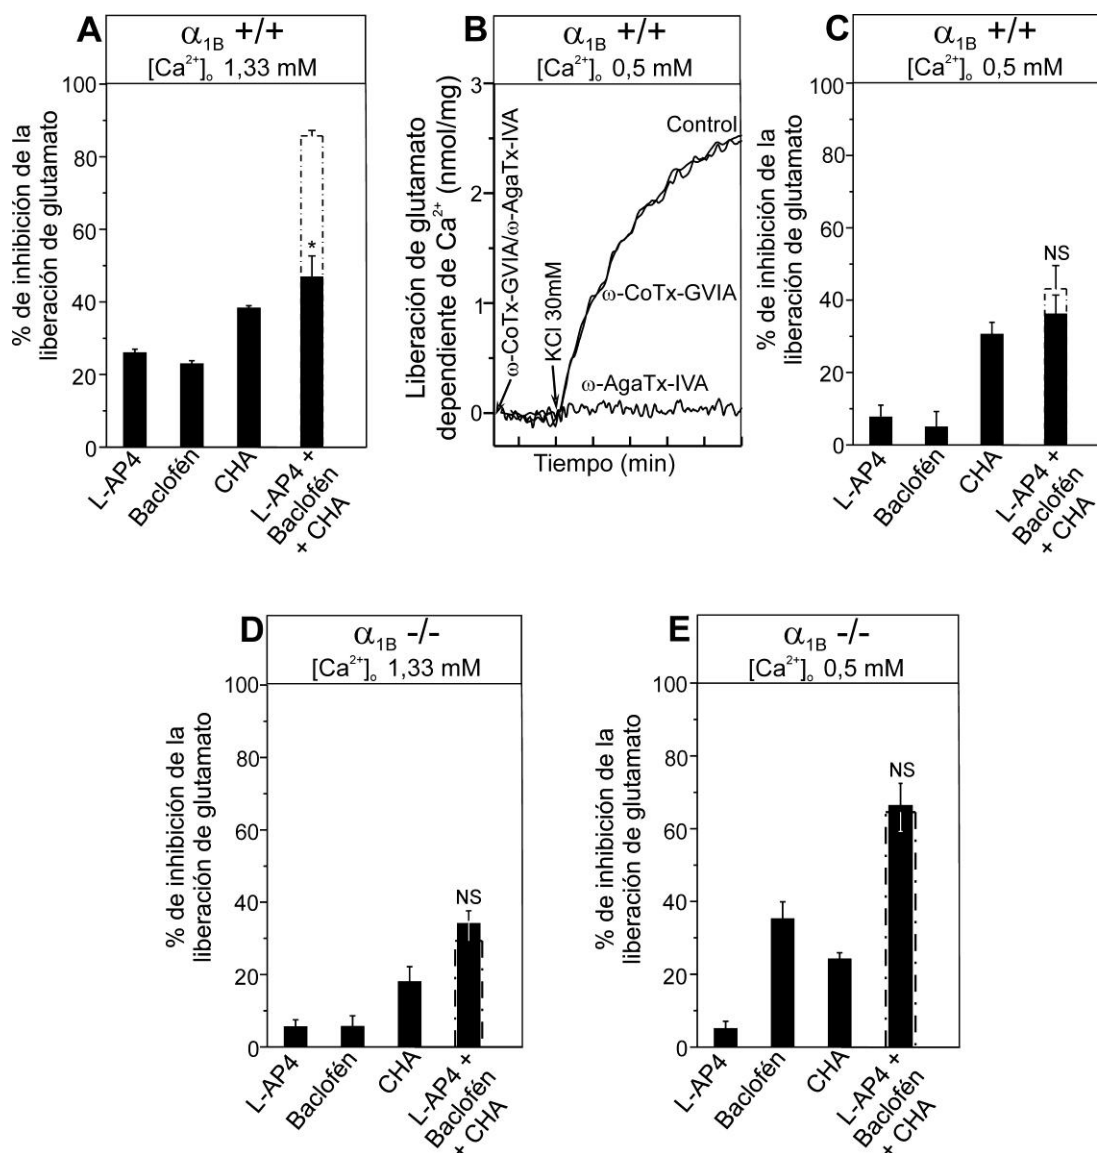 A
α1B +/+
[Ca2+]o 1,33 mM
% de inhibición de la
liberación de glutamato
100
80
60
40
20
0
*
L-AP4
Baclofén
CHA
L-AP4 +
Baclofén
+ CHA
B
α1B +/+
[Ca2+]o 0,5 mM
Liberación de glutamato
dependiente de Ca2+ (nmol/mg)
3
2
1
0
ω-CoTx-GVIA/ω-AgaTx-IVA
KCl 30mM
Control
ω-CoTx-GVIA
ω-AgaTx-IVA
Tiempo (min)
C
α1B +/+
[Ca2+]o 0,5 mM
% de inhibición de la
liberación de glutamato
100
80
60
40
20
0
NS
L-AP4
Baclofén
CHA
L-AP4 +
Baclofén
+ CHA
D
α1B -/-
[Ca2+]o 1,33 mM
% de inhibición de la
liberación de glutamato
100
80
60
40
20
0
NS
L-AP4
Baclofén
CHA
L-AP4 +
Baclofén
+ CHA
E
α1B -/-
[Ca2+]o 0,5 mM
% de inhibición de la
liberación de glutamato
100
80
60
40
20
0
NS
L-AP4
Baclofén
CHA
L-AP4 +
Baclofén
+ CHA